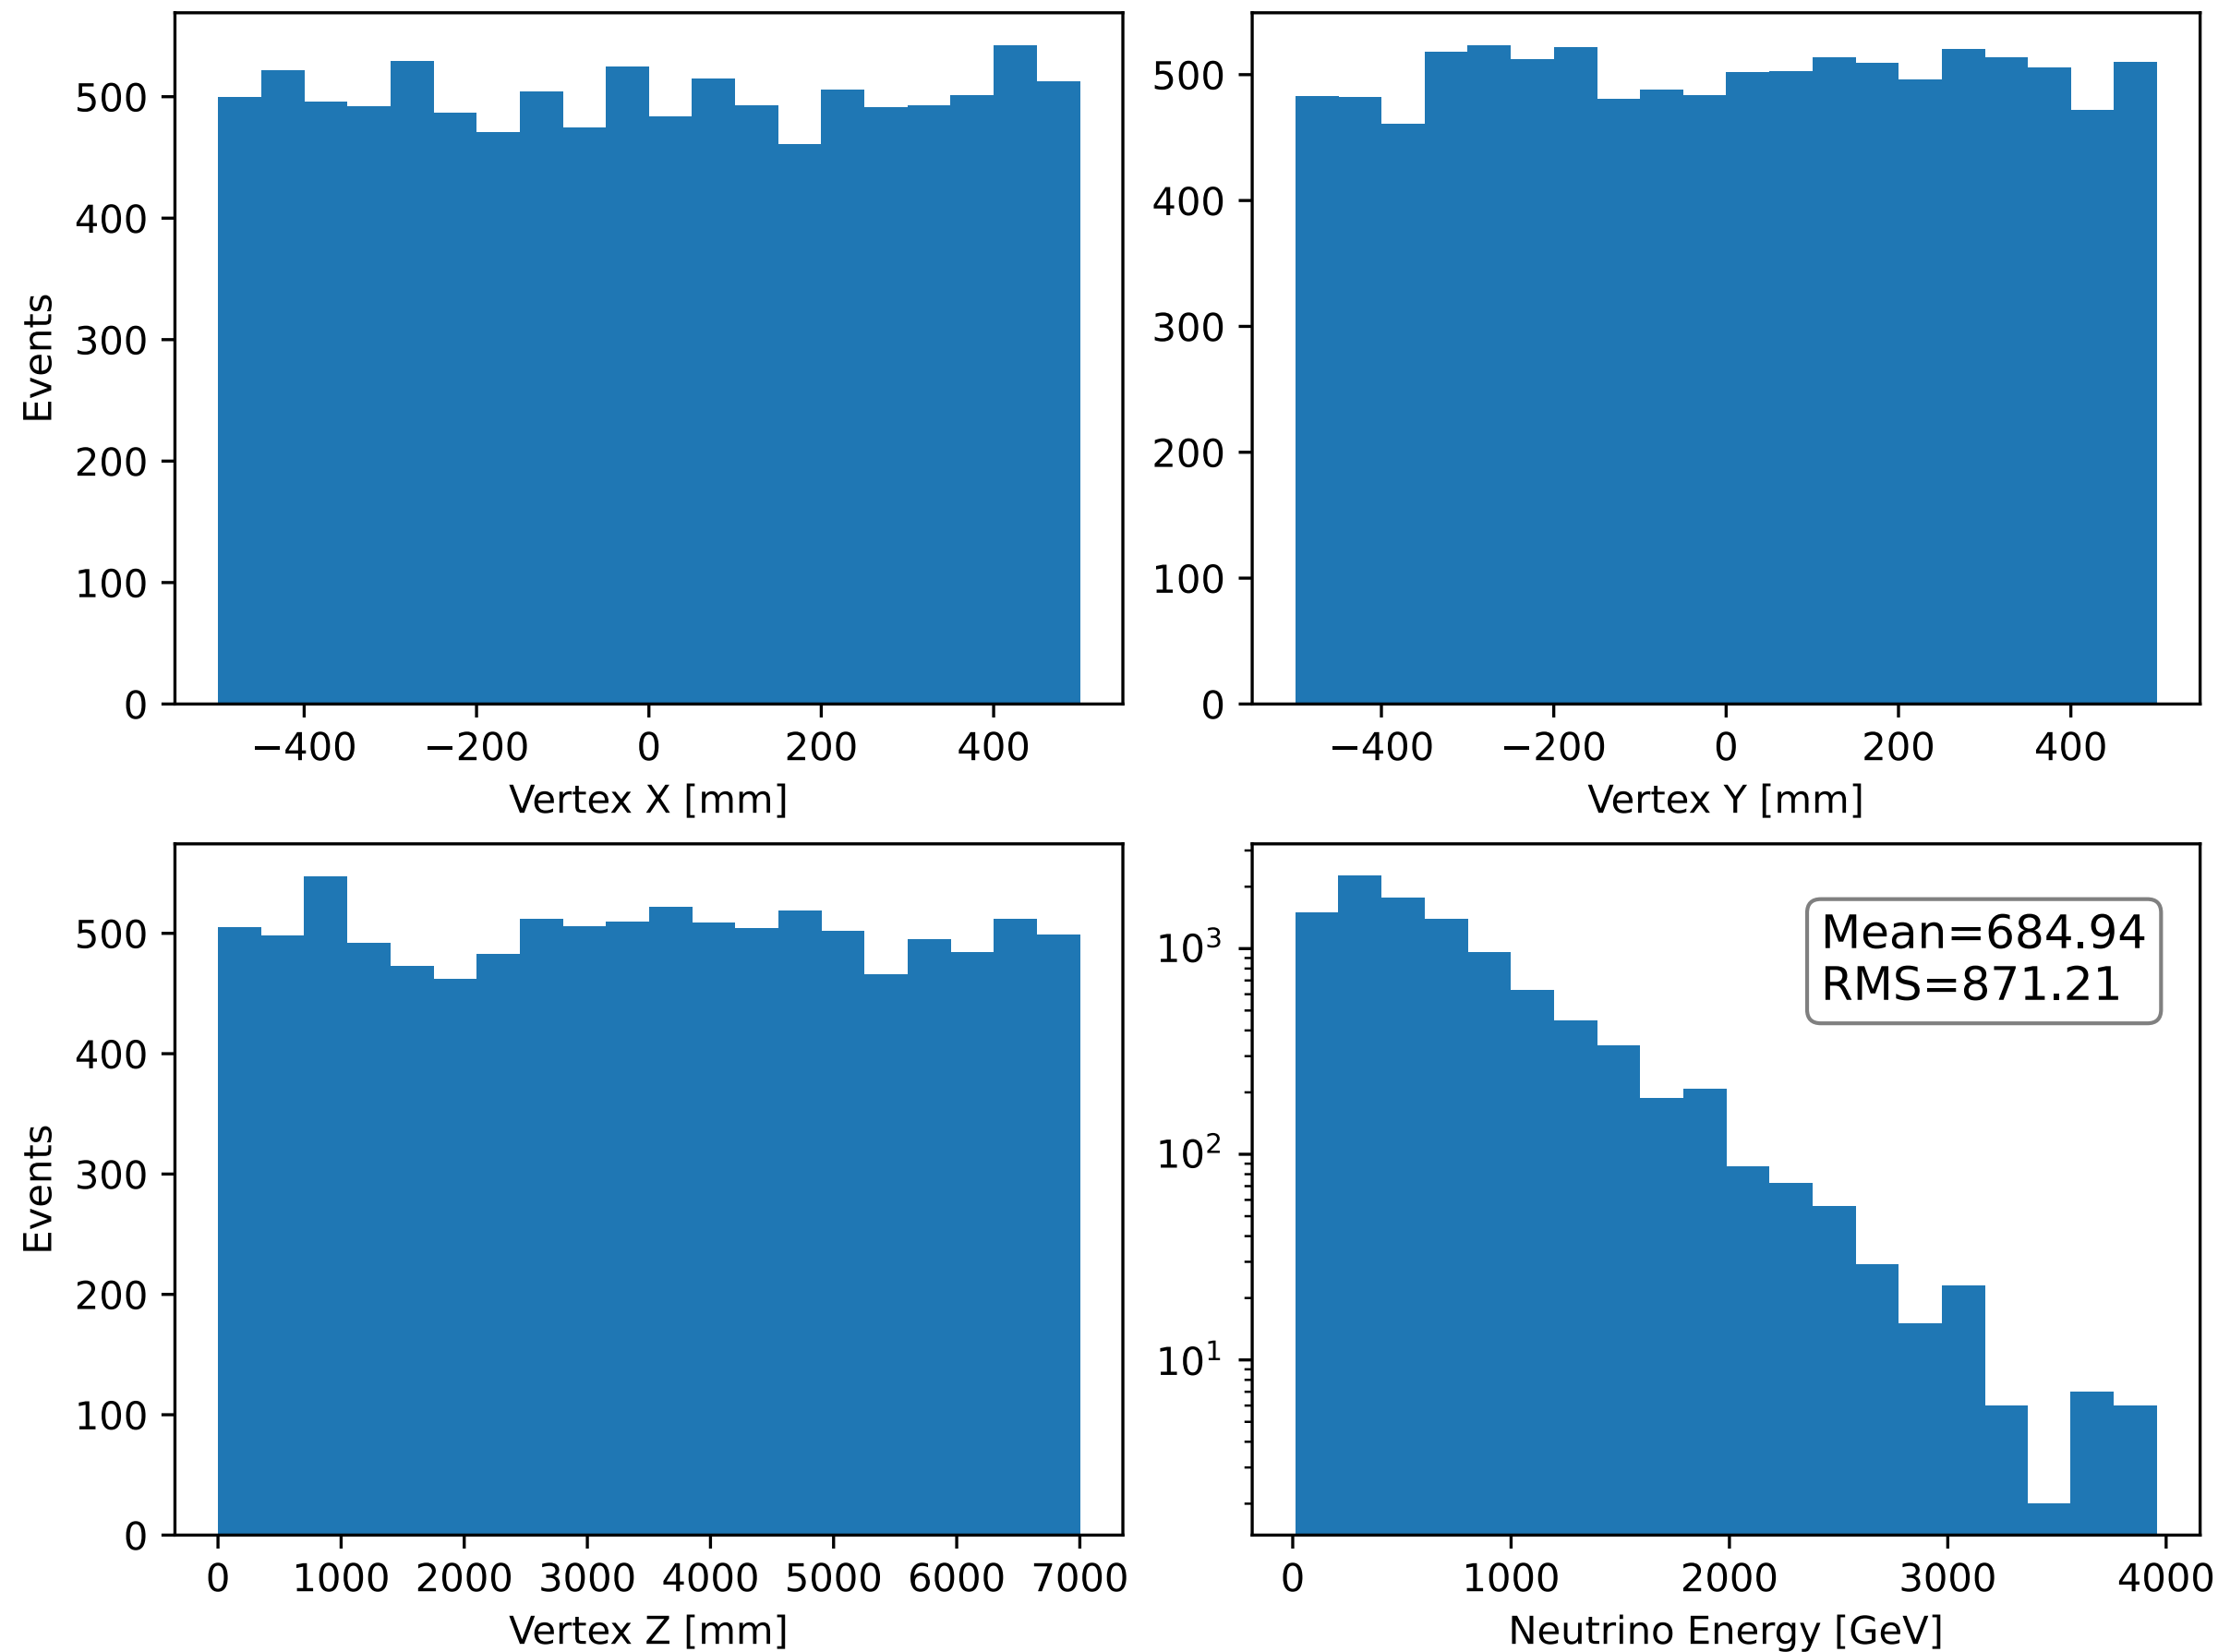 500
400
300
200
100
0
Events
−400 −200 0 200 400
Vertex X [mm]
500
400
300
200
100
0
−400 −200 0 200 400
Vertex Y [mm]
500
400
300
200
100
0
Events
0 1000 2000 3000 4000 5000 6000 7000
Vertex Z [mm]
10³
10²
10¹
Mean=684.94
RMS=871.21
0 1000 2000 3000 4000
Neutrino Energy [GeV]